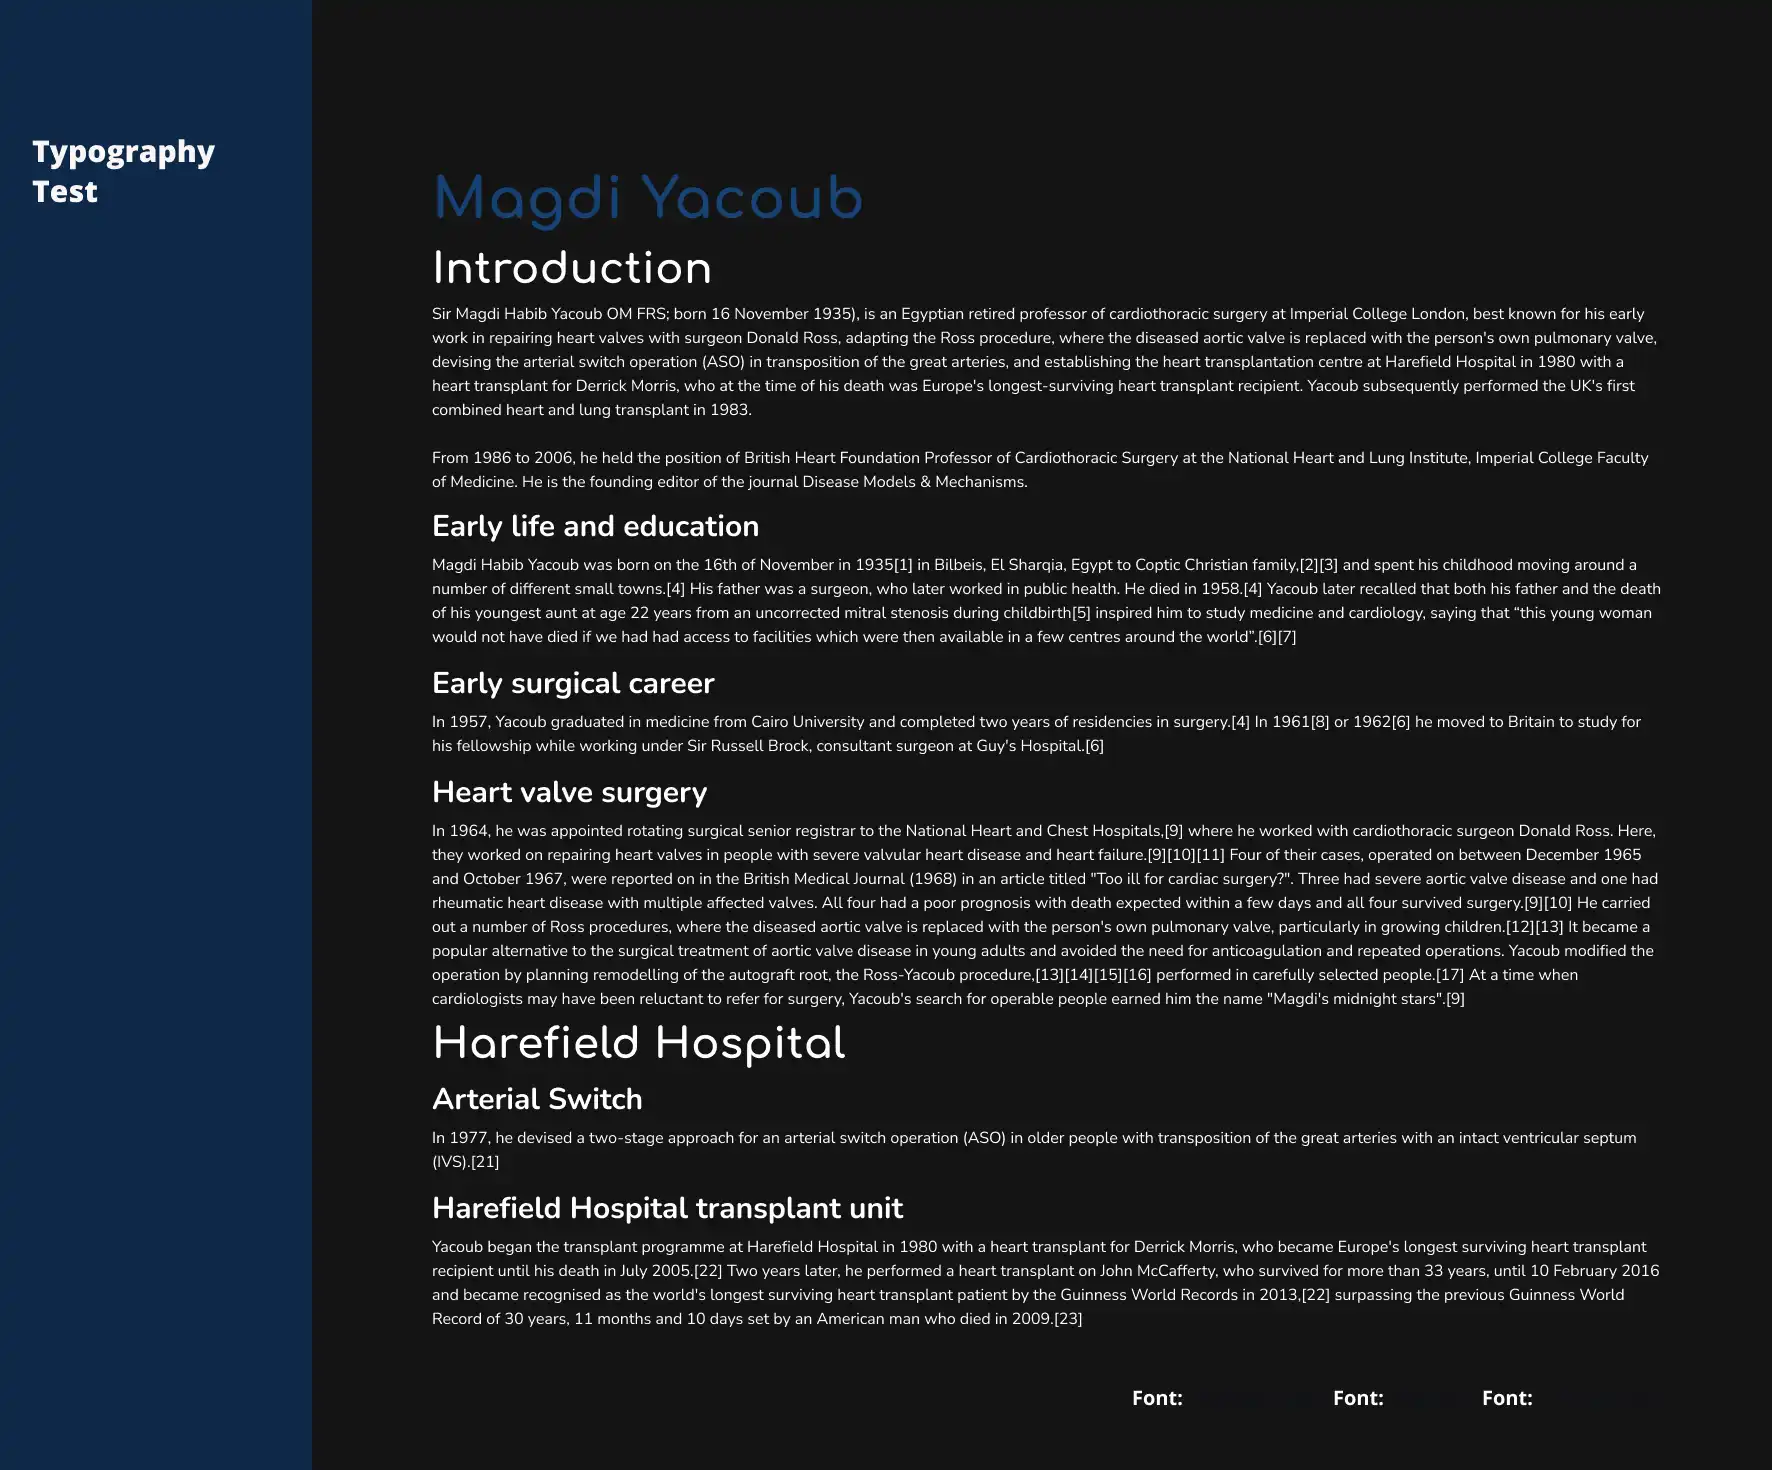 Typography
Test
Magdi Yacoub
Introduction
Sir Magdi Habib Yacoub OM FRS; born 16 November 1935), is an Egyptian retired professor of cardiothoracic surgery at Imperial College London, best known for his early
work in repairing heart valves with surgeon Donald Ross, adapting the Ross procedure, where the diseased aortic valve is replaced with the person's own pulmonary valve,
devising the arterial switch operation (ASO) in transposition of the great arteries, and establishing the heart transplantation centre at Harefield Hospital in 1980 with a
heart transplant for Derrick Morris, who at the time of his death was Europe's longest-surviving heart transplant recipient. Yacoub subsequently performed the UK's first
combined heart and lung transplant in 1983.
From 1986 to 2006, he held the position of British Heart Foundation Professor of Cardiothoracic Surgery at the National Heart and Lung Institute, Imperial College Faculty
of Medicine. He is the founding editor of the journal Disease Models & Mechanisms.
Early life and education
Magdi Habib Yacoub was born on the 16th of November in 1935[1] in Bilbeis, El Sharqia, Egypt to Coptic Christian family,[2][3] and spent his childhood moving around a
number of different small towns.[4] His father was a surgeon, who later worked in public health. He died in 1958.[4] Yacoub later recalled that both his father and the death
of his youngest aunt at age 22 years from an uncorrected mitral stenosis during childbirth[5] inspired him to study medicine and cardiology, saying that “this young woman
would not have died if we had had access to facilities which were then available in a few centres around the world”.[6][7]
Early surgical career
In 1957, Yacoub graduated in medicine from Cairo University and completed two years of residencies in surgery.[4] In 1961[8] or 1962[6] he moved to Britain to study for
his fellowship while working under Sir Russell Brock, consultant surgeon at Guy's Hospital.[6]
Heart valve surgery
In 1964, he was appointed rotating surgical senior registrar to the National Heart and Chest Hospitals,[9] where he worked with cardiothoracic surgeon Donald Ross. Here,
they worked on repairing heart valves in people with severe valvular heart disease and heart failure.[9][10][11] Four of their cases, operated on between December 1965
and October 1967, were reported on in the British Medical Journal (1968) in an article titled "Too ill for cardiac surgery?". Three had severe aortic valve disease and one had
rheumatic heart disease with multiple affected valves. All four had a poor prognosis with death expected within a few days and all four survived surgery.[9][10] He carried
out a number of Ross procedures, where the diseased aortic valve is replaced with the person's own pulmonary valve, particularly in growing children.[12][13] It became a
popular alternative to the surgical treatment of aortic valve disease in young adults and avoided the need for anticoagulation and repeated operations. Yacoub modified the
operation by planning remodelling of the autograft root, the Ross-Yacoub procedure,[13][14][15][16] performed in carefully selected people.[17] At a time when
cardiologists may have been reluctant to refer for surgery, Yacoub's search for operable people earned him the name "Magdi's midnight stars".[9]
Harefield Hospital
Arterial Switch
In 1977, he devised a two-stage approach for an arterial switch operation (ASO) in older people with transposition of the great arteries with an intact ventricular septum
(IVS).[21]
Harefield Hospital transplant unit
Yacoub began the transplant programme at Harefield Hospital in 1980 with a heart transplant for Derrick Morris, who became Europe's longest surviving heart transplant
recipient until his death in July 2005.[22] Two years later, he performed a heart transplant on John McCafferty, who survived for more than 33 years, until 10 February 2016
and became recognised as the world's longest surviving heart transplant patient by the Guinness World Records in 2013,[22] surpassing the previous Guinness World
Record of 30 years, 11 months and 10 days set by an American man who died in 2009.[23]
Font: Font: Font: